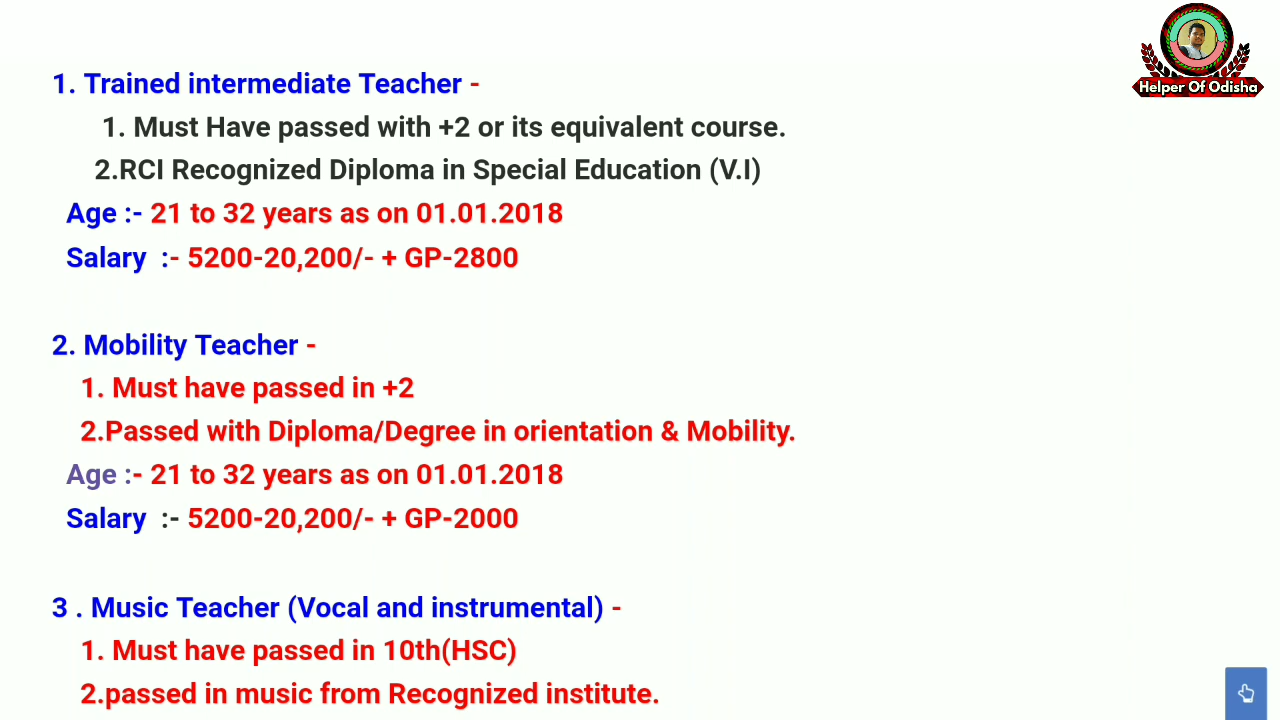 Helper Of Odisha
1. Trained intermediate Teacher -
1. Must Have passed with +2 or its equivalent course.
2.RCI Recognized Diploma in Special Education (V.I)
Age :- 21 to 32 years as on 01.01.2018
Salary :- 5200-20,200/- + GP-2800
2. Mobility Teacher -
1. Must have passed in +2
2.Passed with Diploma/Degree in orientation & Mobility.
Age :- 21 to 32 years as on 01.01.2018
Salary :- 5200-20,200/- + GP-2000
3 . Music Teacher (Vocal and instrumental) -
1. Must have passed in 10th(HSC)
2.passed in music from Recognized institute.